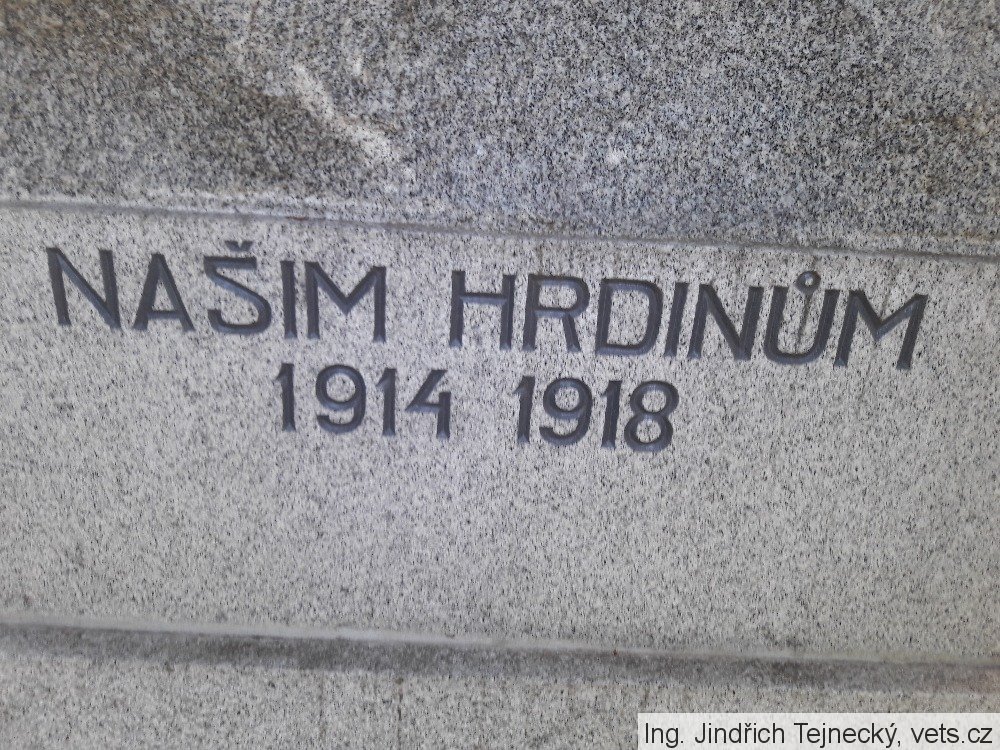 NAŠIM HRDINŮM
1914 1918
Ing. Jindřich Tejnecký, vets.cz